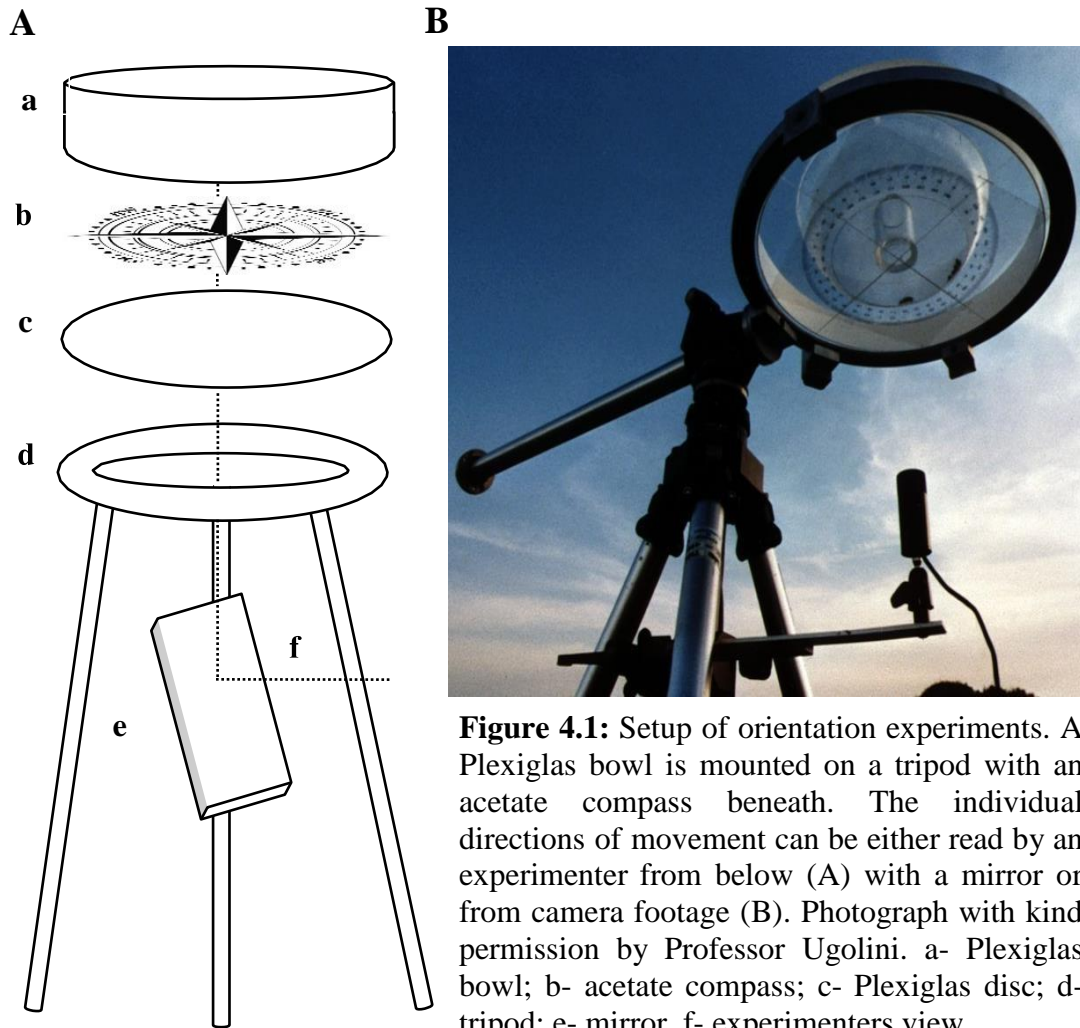 A
B
a
b
c
d
e
f
Figure 4.1: Setup of orientation experiments. A
Plexiglas bowl is mounted on a tripod with an
acetate compass beneath. The individual
directions of movement can be either read by an
experimenter from below (A) with a mirror or
from camera footage (B). Photograph with kind
permission by Professor Ugolini. a- Plexiglas
bowl; b- acetate compass; c- Plexiglas disc; d-
tripod; e- mirror, f- experimenters view